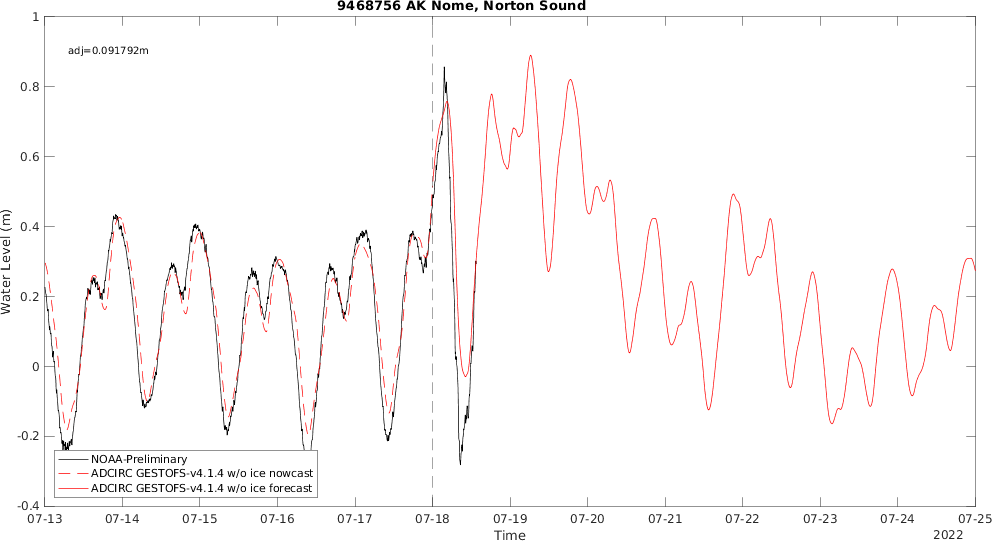 9468756 AK Nome, Norton Sound
adj=0.091792m
Water Level (m)
1
0.8
0.6
0.4
0.2
0
-0.2
-0.4
NOAA-Preliminary
ADCIRC GESTOFS-v4.1.4 w/o ice nowcast
ADCIRC GESTOFS-v4.1.4 w/o ice forecast
07-13 07-14 07-15 07-16 07-17 07-18 07-19 07-20 07-21 07-22 07-23 07-24 07-25
Time
2022